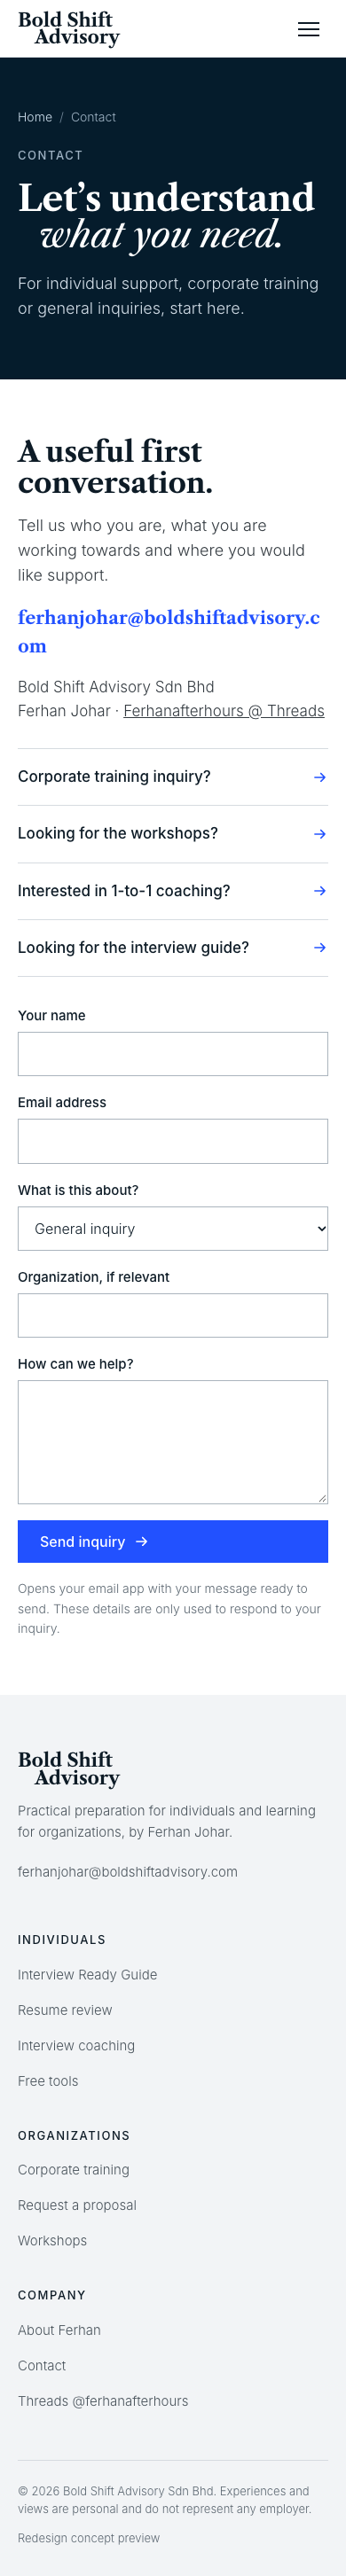 Bold Shift
Advisory
Home / Contact
CONTACT
Let’s understand
what you need.
For individual support, corporate training
or general inquiries, start here.
A useful first
conversation.
Tell us who you are, what you are
working towards and where you would
like support.
ferhanjohar@boldshiftadvisory.c
om
Bold Shift Advisory Sdn Bhd
Ferhan Johar · Ferhanafterhours @ Threads
Corporate training inquiry? →
Looking for the workshops? →
Interested in 1-to-1 coaching? →
Looking for the interview guide? →
Your name
Email address
What is this about?
General inquiry
Organization, if relevant
How can we help?
Send inquiry →
Opens your email app with your message ready to
send. These details are only used to respond to your
inquiry.
Bold Shift
Advisory
Practical preparation for individuals and learning
for organizations, by Ferhan Johar.
ferhanjohar@boldshiftadvisory.com
INDIVIDUALS
Interview Ready Guide
Resume review
Interview coaching
Free tools
ORGANIZATIONS
Corporate training
Request a proposal
Workshops
COMPANY
About Ferhan
Contact
Threads @ferhanafterhours
© 2026 Bold Shift Advisory Sdn Bhd. Experiences and
views are personal and do not represent any employer.
Redesign concept preview